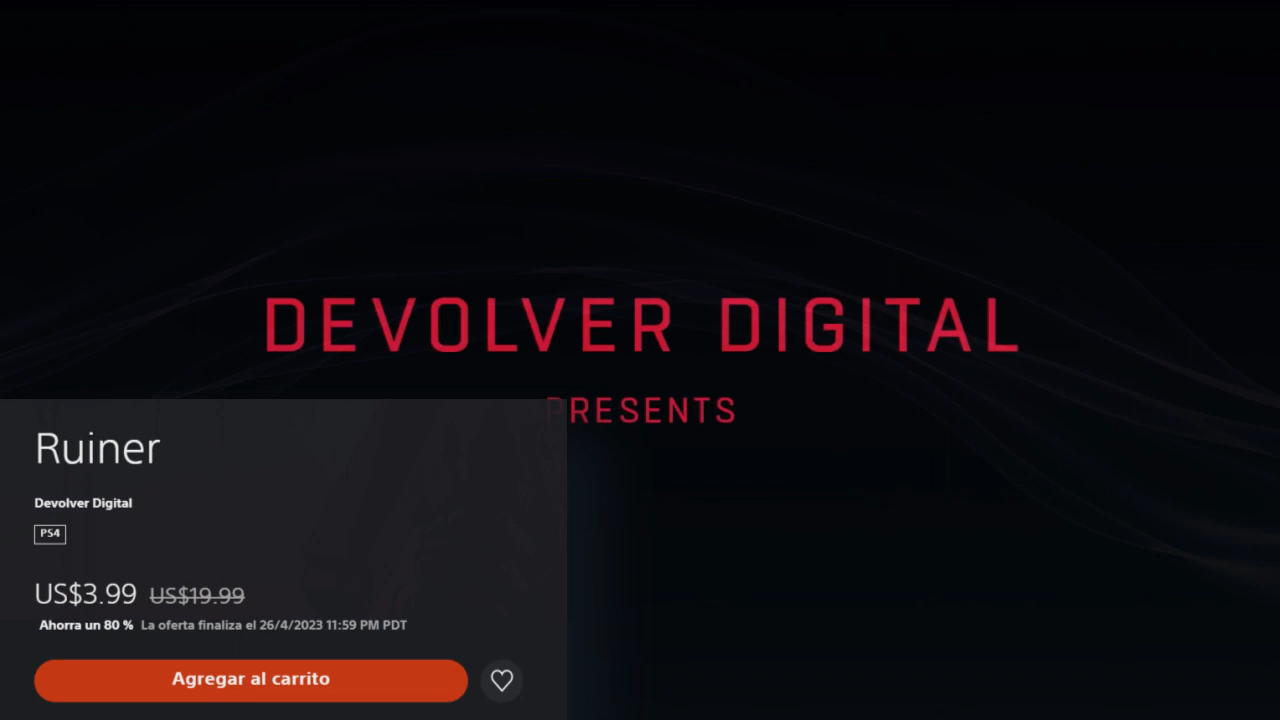 DEVOLVER DIGITAL
PRESENTS
Ruiner
Devolver Digital
PS4
US$3.99 US$19.99
Ahorra un 80 % La oferta finaliza el 26/4/2023 11:59 PM PDT
Agregar al carrito